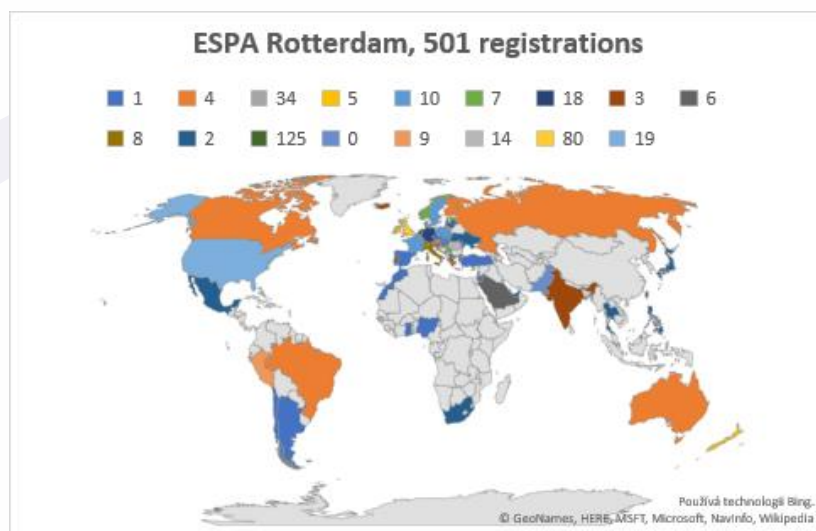 ESPA Rotterdam, 501 registrations
1 4 34 5 10 7 18 3 6
8 2 125 0 9 14 80 19
Používá technologii Bing.
© GeoNames, HERE, MSFT, Microsoft, NavInfo, Wikipedia